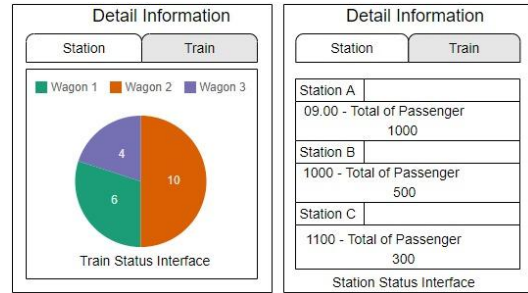 Detail Information
Station Train
Wagon 1 Wagon 2 Wagon 3
4
10
6
Train Status Interface
Detail Information
Station Train
Station A
09.00 - Total of Passenger
1000
Station B
1000 - Total of Passenger
500
Station C
1100 - Total of Passenger
300
Station Status Interface